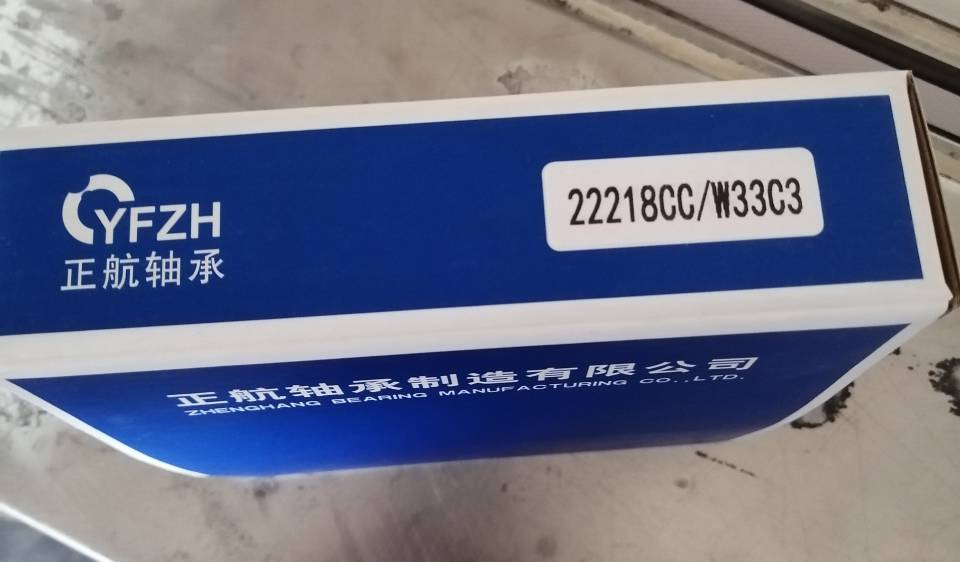 YFZH
正航轴承
22218CC/W33C3
正航轴承制造有限公司
ZHENGHANG BEARING MANUFACTURING CO.,LTD.